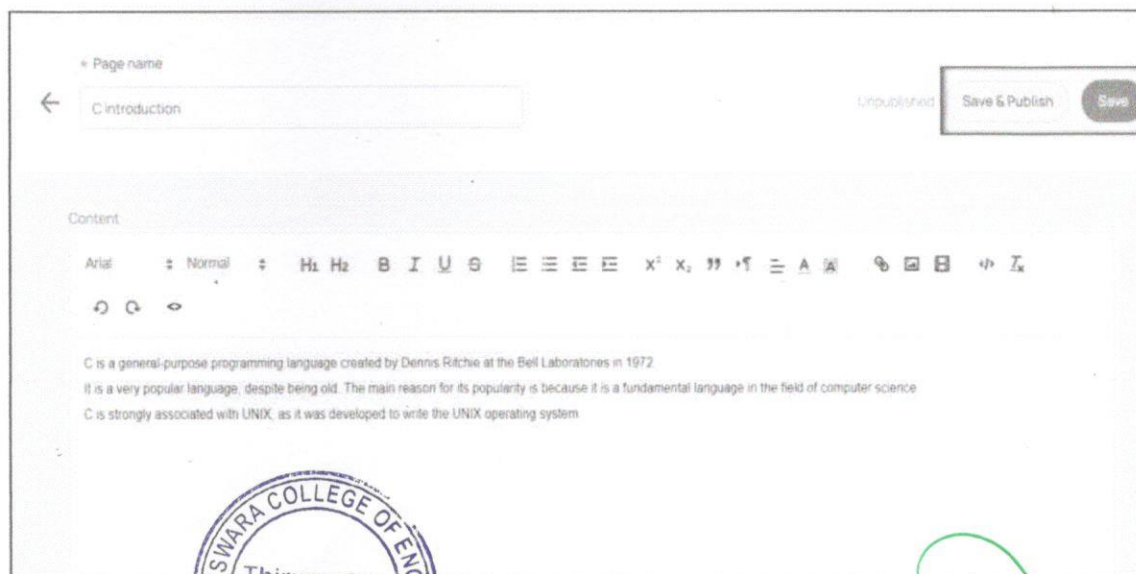 * Page name
C introduction
Unpublished
Save & Publish
Save
Content
Arial
Normal
H1 H2 B I U S
C is a general-purpose programming language created by Dennis Ritchie at the Bell Laboratories in 1972.
It is a very popular language, despite being old. The main reason for its popularity is because it is a fundamental language in the field of computer science.
C is strongly associated with UNIX, as it was developed to write the UNIX operating system
SWARA COLLEGE OF ENG